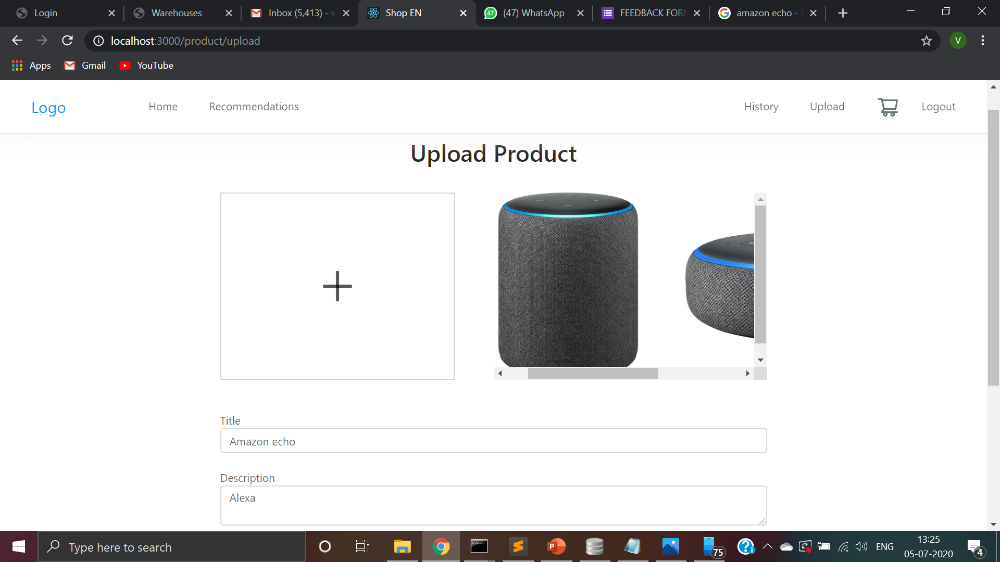 Login
Warehouses
Inbox (5,413) - v
Shop EN
47 (47) WhatsApp
FEEDBACK FORM
amazon echo -
localhost:3000/product/upload
V
Apps
Gmail
YouTube
Logo
Home
Recommendations
History
Upload
Logout
Upload Product
Title
Amazon echo
Description
Alexa
Type here to search
75
ENG
13:25
05-07-2020
4